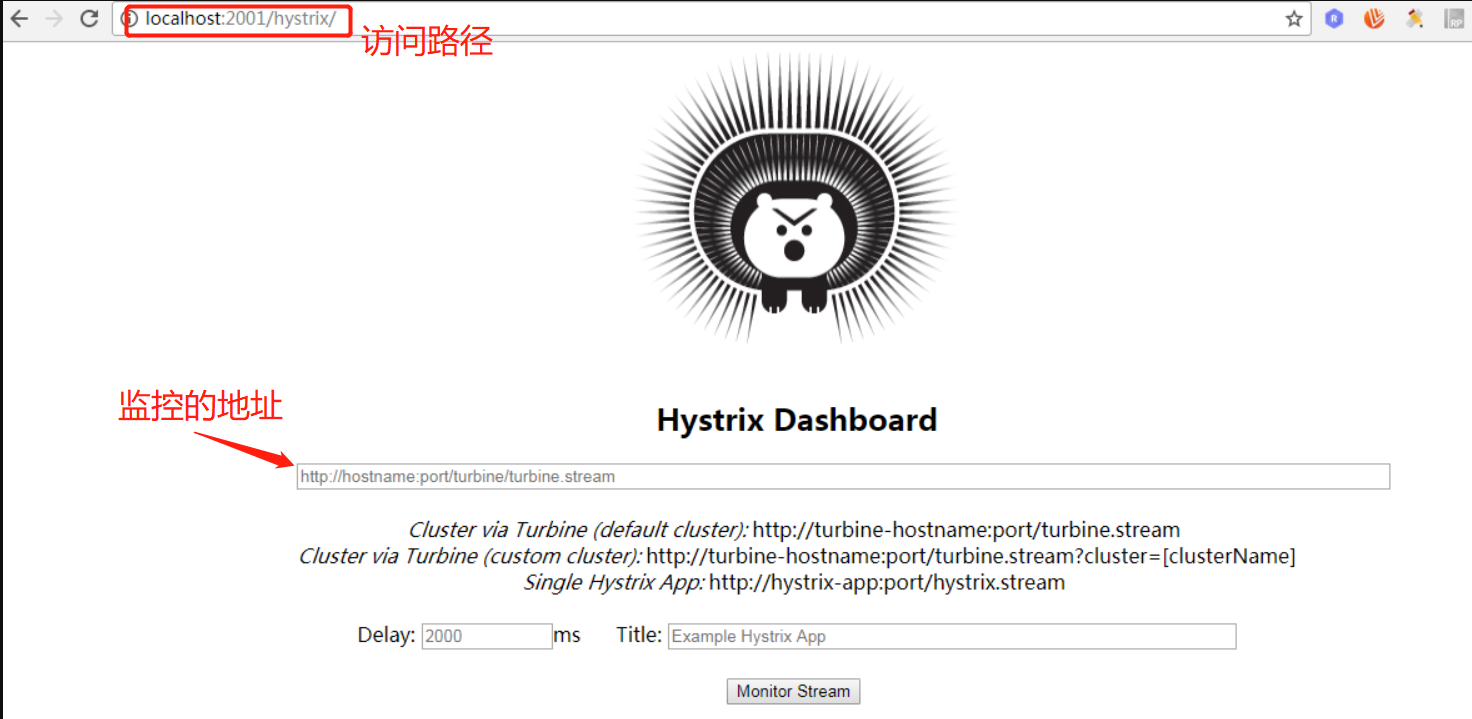 localhost:2001/hystrix/
访问路径
R
RP
监控的地址
Hystrix Dashboard
http://hostname:port/turbine/turbine.stream
Cluster via Turbine (default cluster): http://turbine-hostname:port/turbine.stream
Cluster via Turbine (custom cluster): http://turbine-hostname:port/turbine.stream?cluster=[clusterName]
Single Hystrix App: http://hystrix-app:port/hystrix.stream
Delay: 2000 ms Title: Example Hystrix App
Monitor Stream